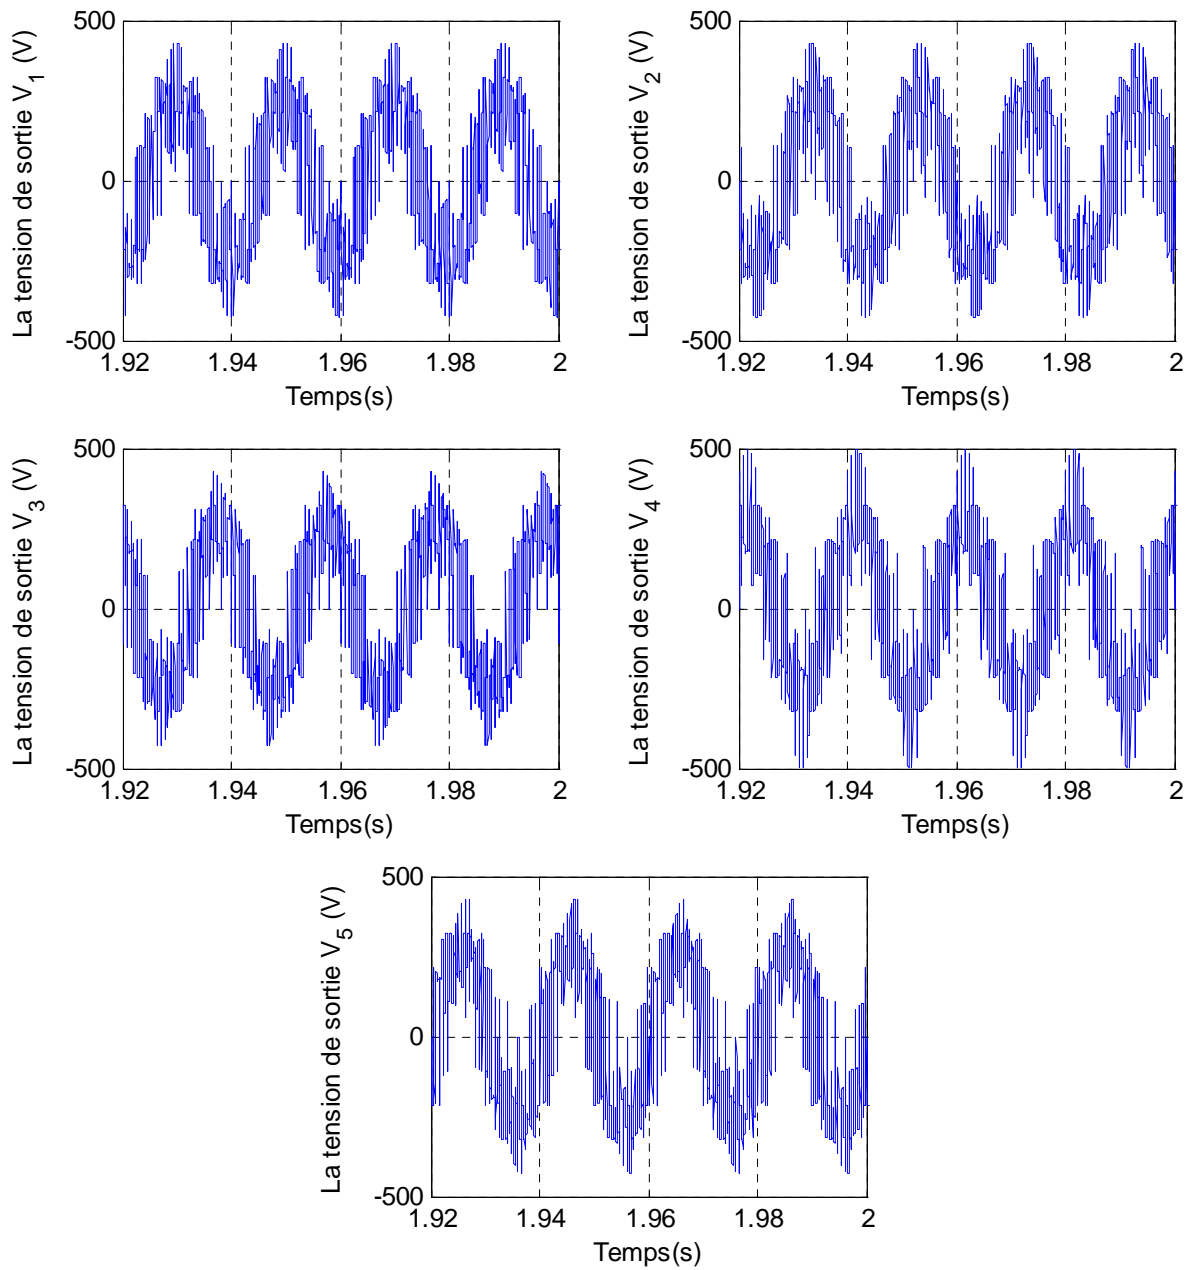 La tension de sortie V1 (V)
500
0
-500
1.92 1.94 1.96 1.98 2
Temps(s)
La tension de sortie V2 (V)
500
0
-500
1.92 1.94 1.96 1.98 2
Temps(s)
La tension de sortie V3 (V)
500
0
-500
1.92 1.94 1.96 1.98 2
Temps(s)
La tension de sortie V4 (V)
500
0
-500
1.92 1.94 1.96 1.98 2
Temps(s)
La tension de sortie V5 (V)
500
0
-500
1.92 1.94 1.96 1.98 2
Temps(s)